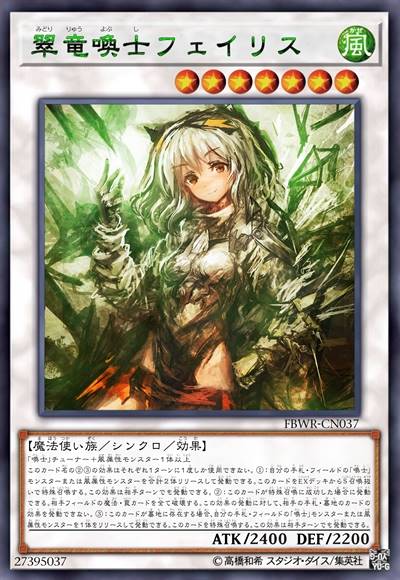 みどり りゅう よぶ し
翠竜喚士フェイリス
かぜ
風
FBWR-CN037
まほうつか ぞく こうか
【魔法使い族／シンクロ／効果】
「喚士」チューナー＋風属性モンスター1体以上
このカード名の②③の効果はそれぞれ1ターンに1度しか使用できない。①：自分の手札・フィールドの「喚士」
モンスターまたは風属性モンスターを合計2体リリースして発動できる。このカードをEXデッキからS召喚扱
いで特殊召喚する。この効果は相手ターンでも発動できる。②：このカードが特殊召喚に成功した場合に発動
できる。相手フィールドの魔法・罠カードを全て破壊する。この効果の発動に対して、相手の手札・墓地のカードの
効果を発動できない。③：このカードが墓地に存在する場合、自分の手札・フィールドの「喚士」モンスターまたは風
属性モンスターを1体をリリースして発動できる。このカードを特殊召喚する。この効果は相手ターンでも発動できる。
ATK/2400 DEF/2200
27395037
©高橋和希 スタジオ・ダイス/集英社